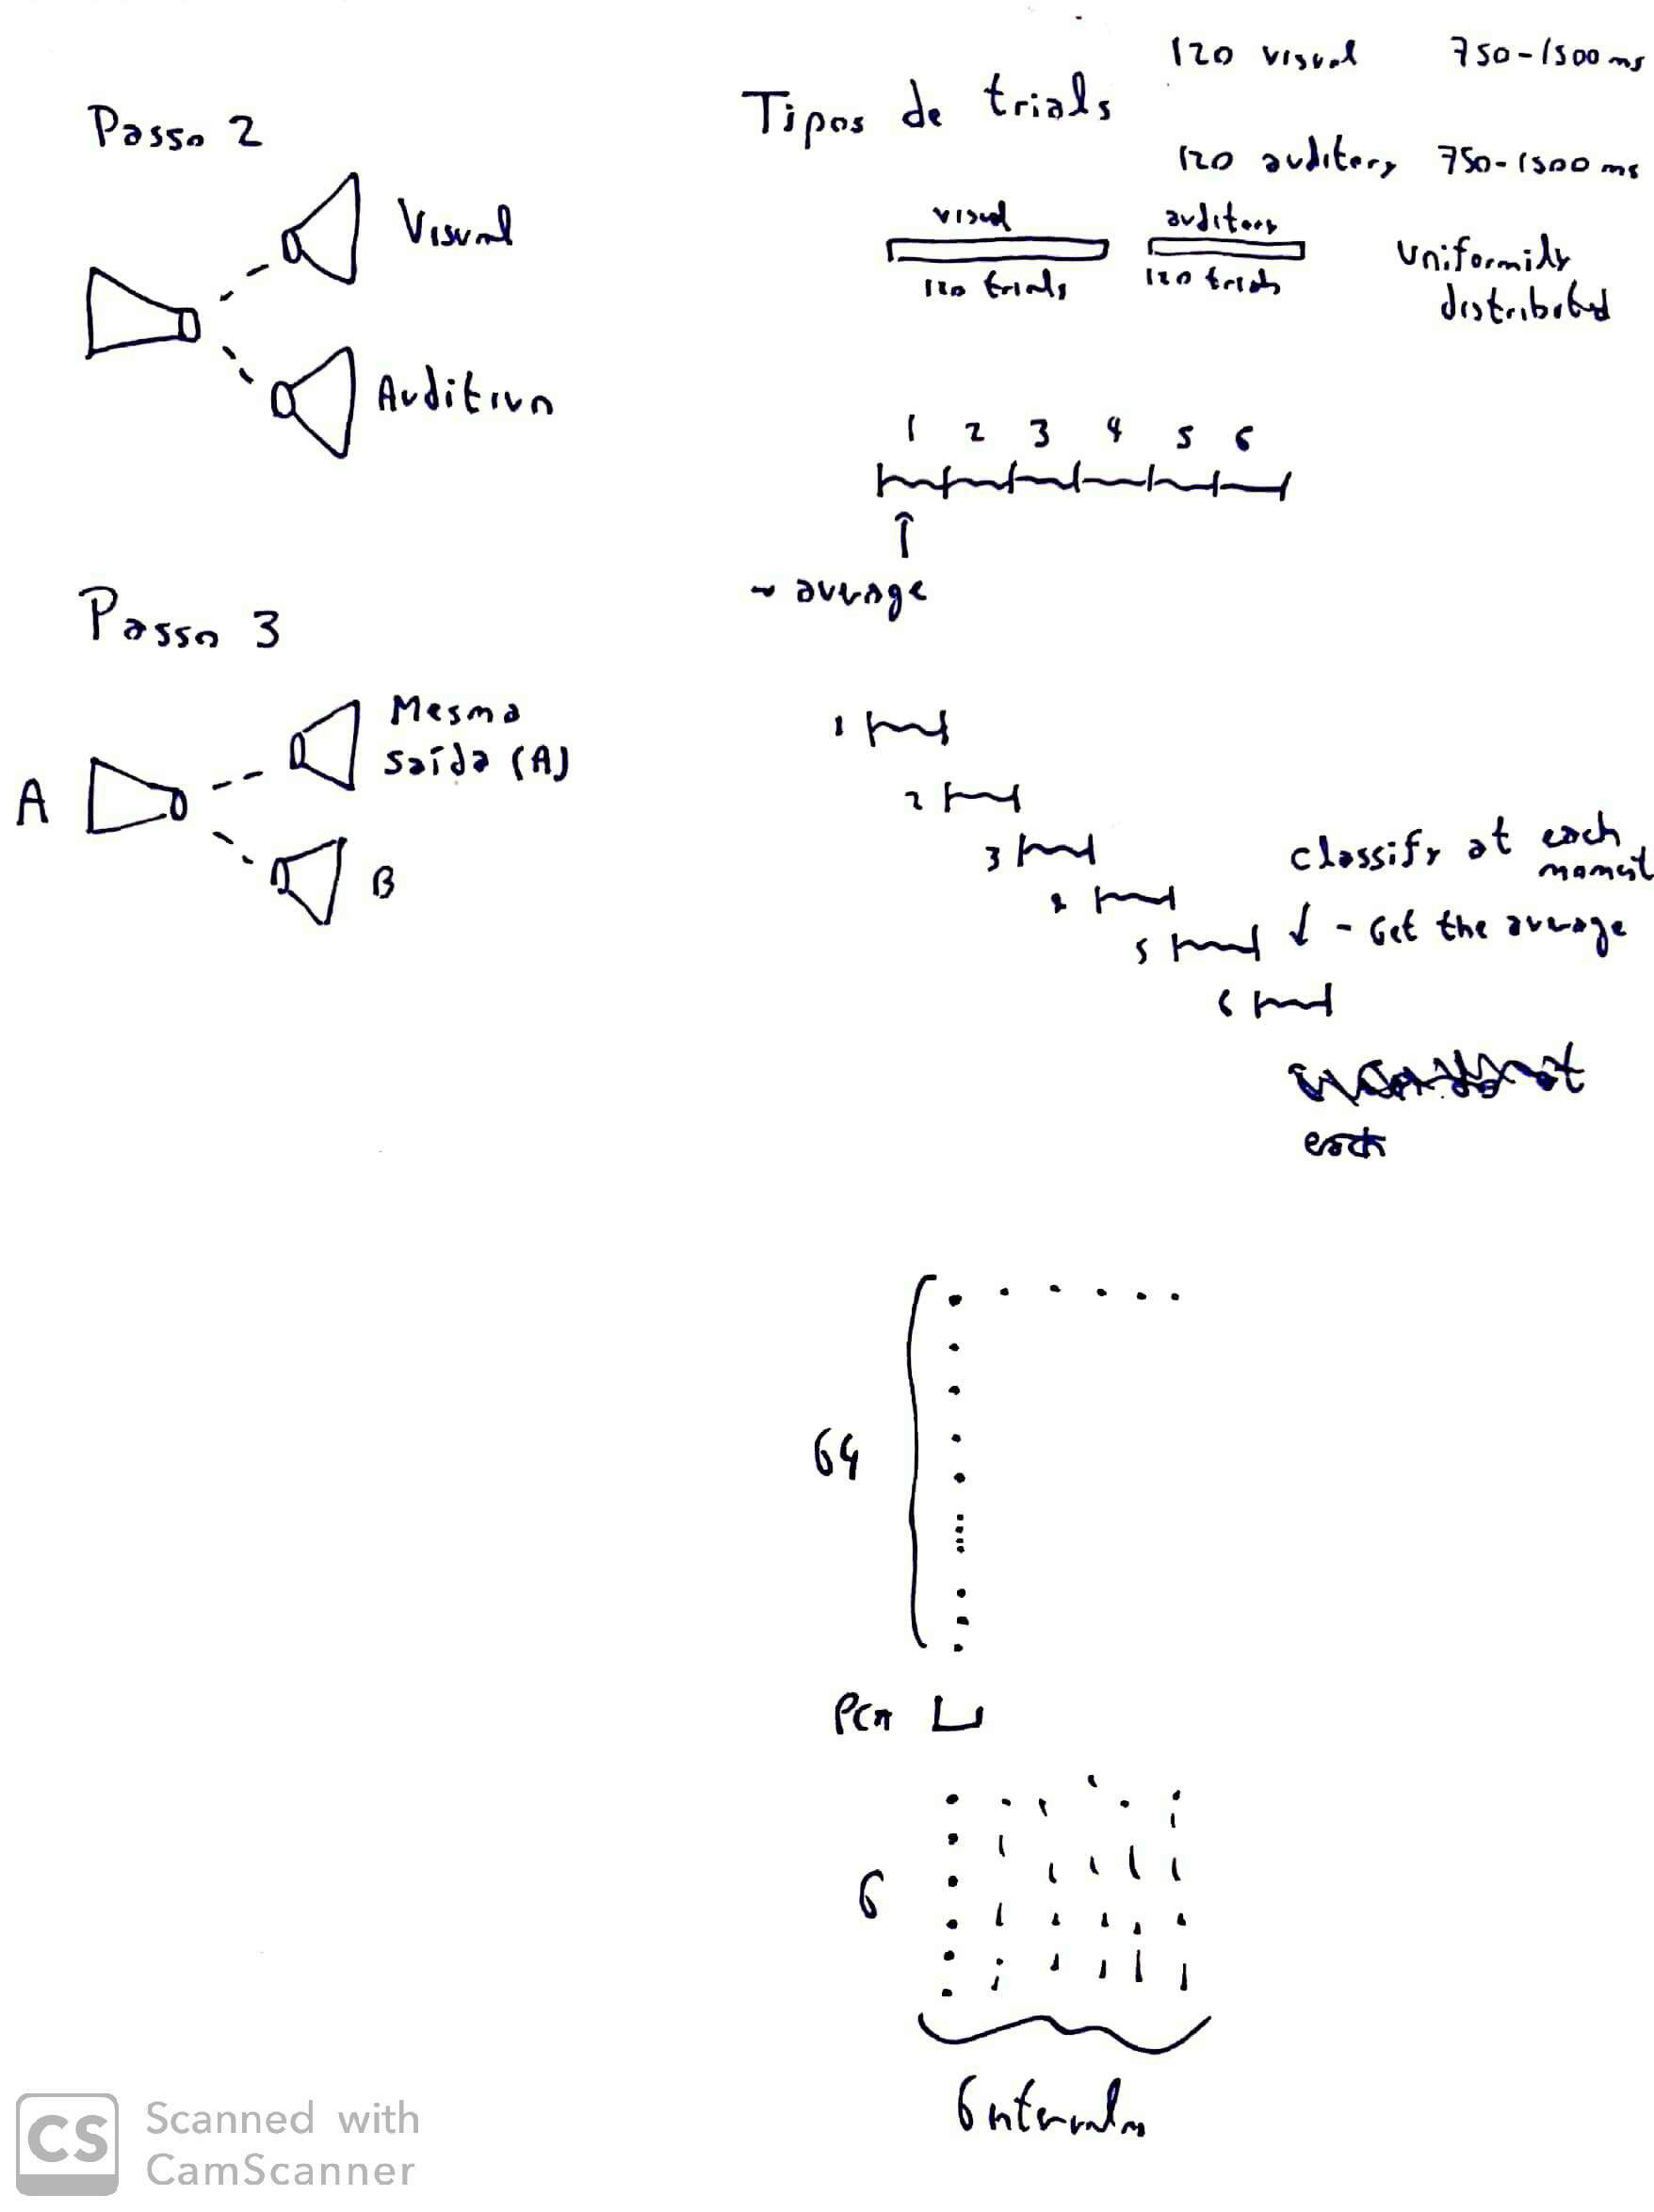 Passo 2
Visual
Auditivo
Passo 3
A
Mesma
saída (A)
B
Tipos de trials
120 visual 750-1500 ms
120 auditory 750-1500 ms
visual
120 trials
auditory
120 trials
Uniformily
distributed
1 2 3 4 5 6
~ average
1
2
3
4
5
6
classify at each
moment
↓ - Get the average
each
64
PCA
6
6 intervals
CS
Scanned with
CamScanner